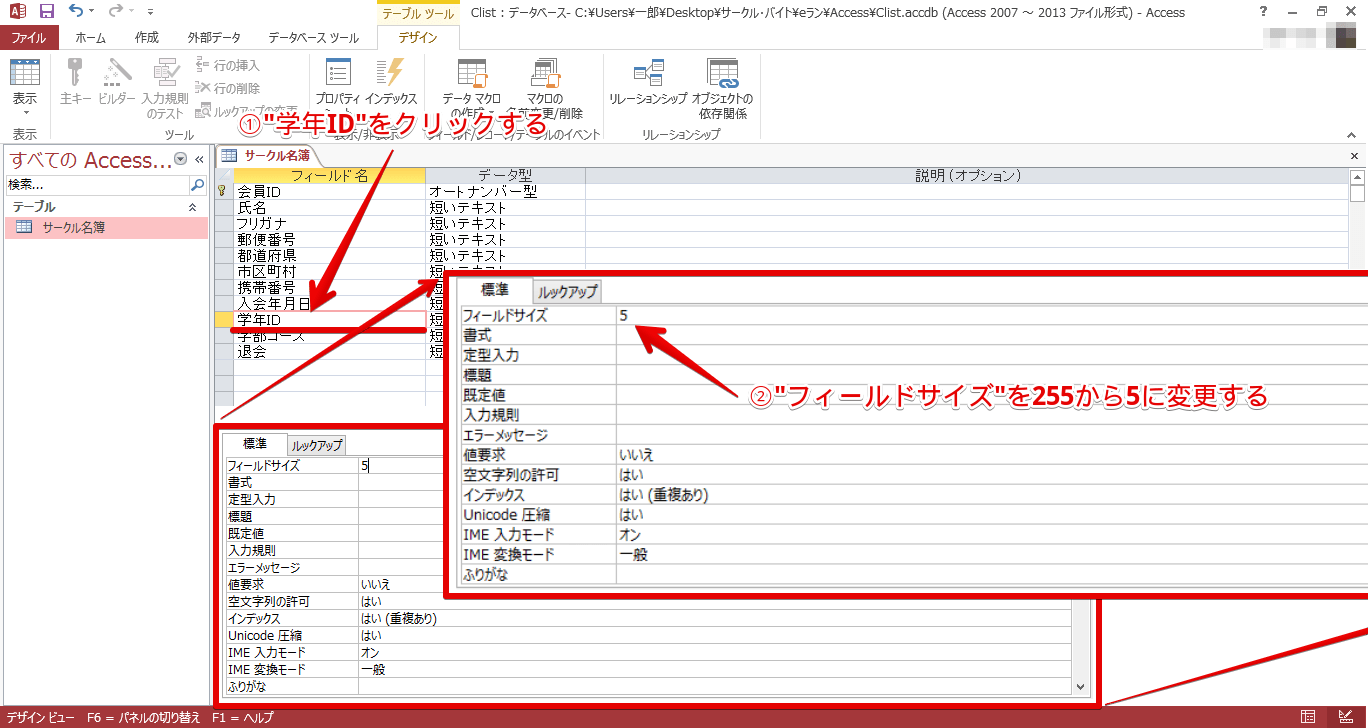 テーブル ツール
Clist : データベース- C:¥Users¥一郎¥Desktop¥サークル・バイト¥eラン¥Access¥Clist.accdb (Access 2007 ～ 2013 ファイル形式) - Access
ファイル ホーム 作成 外部データ データベース ツール デザイン
表示
主キー ビルダー 入力規則のテスト
行の挿入
行の削除
ルックアップの変更
プロパティ
インデックス
データ マクロの作成
マクロの名前変更/削除
リレーションシップ オブジェクトの依存関係
表示 ツール 表示/非表示 フィールド/レコード/テーブルのイベント リレーションシップ
①"学年ID"をクリックする
すべての Access... «
検索...
テーブル
サークル名簿
サークル名簿
フィールド名 データ型 説明 (オプション)
会員ID オートナンバー型
氏名 短いテキスト
フリガナ 短いテキスト
郵便番号 短いテキスト
都道府県 短いテキスト
市区町村 短いテキスト
携帯番号 短
入会年月日 短
学年ID 短
学部コース 短
退会 短
標準 ルックアップ
フィールドサイズ 5
書式
定型入力
標題
既定値
入力規則
エラーメッセージ
値要求 いいえ
空文字列の許可 はい
インデックス はい (重複あり)
Unicode 圧縮 はい
IME 入力モード オン
IME 変換モード 一般
ふりがな
②"フィールドサイズ"を255から5に変更する
標準 ルックアップ
フィールドサイズ 5
書式
定型入力
標題
既定値
入力規則
エラーメッセージ
値要求 いいえ
空文字列の許可 はい
インデックス はい (重複あり)
Unicode 圧縮 はい
IME 入力モード オン
IME 変換モード 一般
ふりがな
デザイン ビュー F6 = パネルの切り替え F1 = ヘルプ